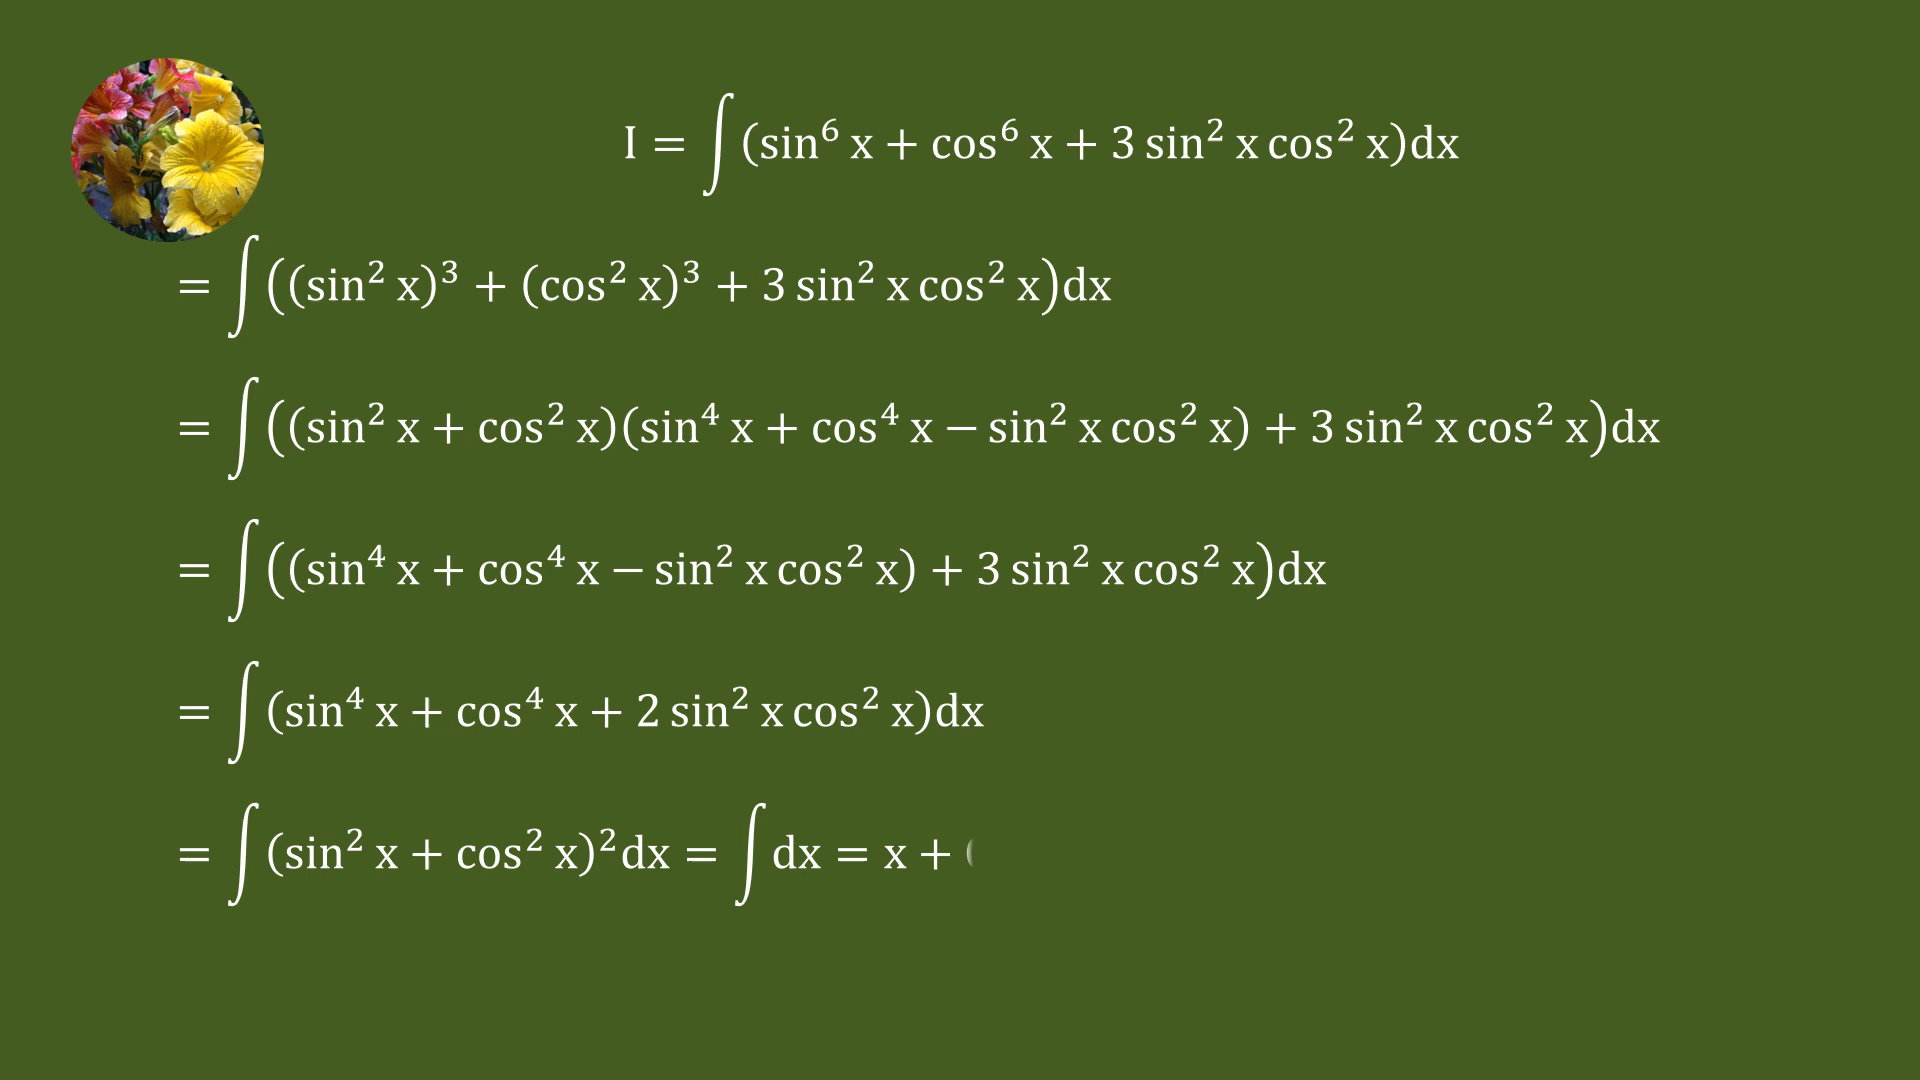 I = ∫(sin⁶ x + cos⁶ x + 3 sin² x cos² x)dx
= ∫((sin² x)³ + (cos² x)³ + 3 sin² x cos² x)dx
= ∫((sin² x + cos² x)(sin⁴ x + cos⁴ x − sin² x cos² x) + 3 sin² x cos² x)dx
= ∫((sin⁴ x + cos⁴ x − sin² x cos² x) + 3 sin² x cos² x)dx
= ∫(sin⁴ x + cos⁴ x + 2 sin² x cos² x)dx
= ∫(sin² x + cos² x)²dx = ∫dx = x +